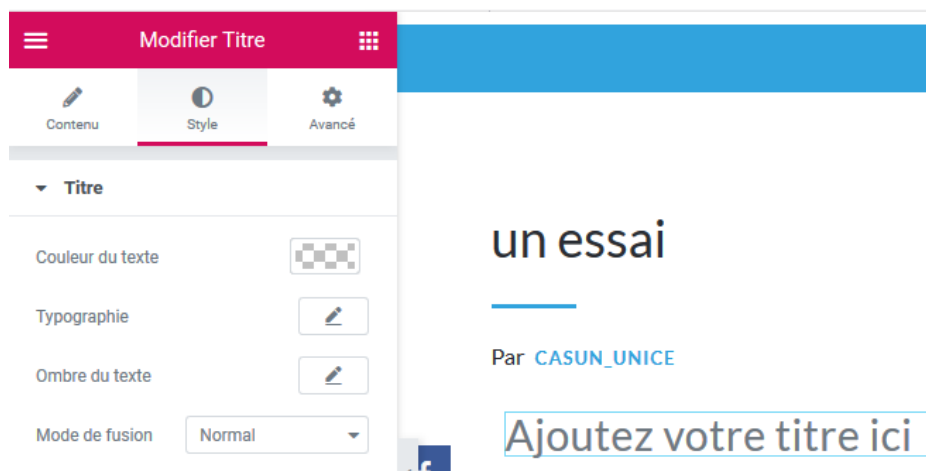 Modifier Titre
Contenu
Style
Avancé
Titre
Couleur du texte
Typographie
Ombre du texte
Mode de fusion
Normal
un essai
Par CASUN_UNICE
Ajoutez votre titre ici